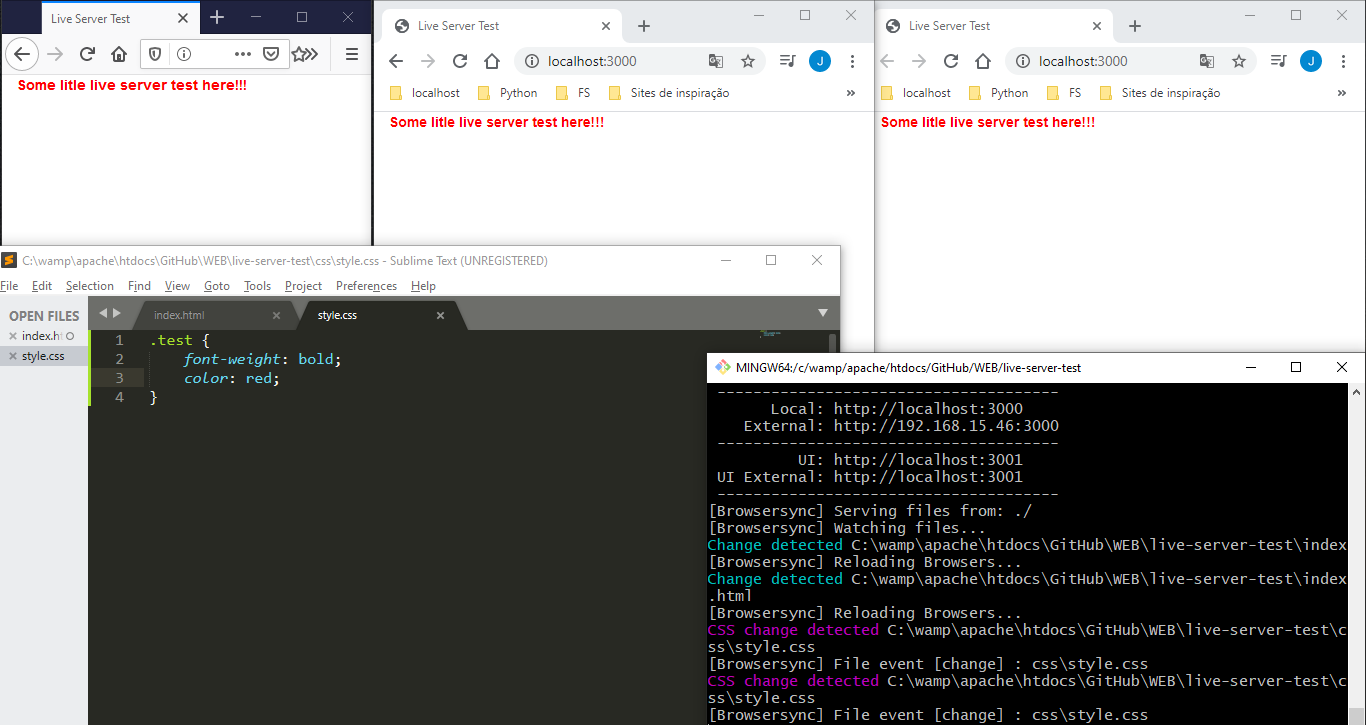 Live Server Test
Some litle live server test here!!!
Live Server Test
localhost:3000
localhost Python FS Sites de inspiração »
Some litle live server test here!!!
Live Server Test
localhost:3000
localhost Python FS Sites de inspiração »
Some litle live server test here!!!
J
J
C:\wamp\apache\htdocs\GitHub\WEB\live-server-test\css\style.css - Sublime Text (UNREGISTERED)
File Edit Selection Find View Goto Tools Project Preferences Help
OPEN FILES
index.ht
style.css
index.html style.css
1 .test {
2 font-weight: bold;
3 color: red;
4 }
MINGW64:/c/wamp/apache/htdocs/GitHub/WEB/live-server-test
--------------------------------------
Local: http://localhost:3000
External: http://192.168.15.46:3000
--------------------------------------
UI: http://localhost:3001
UI External: http://localhost:3001
--------------------------------------
[Browsersync] Serving files from: ./
[Browsersync] Watching files...
Change detected C:\wamp\apache\htdocs\GitHub\WEB\live-server-test\index
[Browsersync] Reloading Browsers...
Change detected C:\wamp\apache\htdocs\GitHub\WEB\live-server-test\index
.html
[Browsersync] Reloading Browsers...
CSS change detected C:\wamp\apache\htdocs\GitHub\WEB\live-server-test\c
ss\style.css
[Browsersync] File event [change] : css\style.css
CSS change detected C:\wamp\apache\htdocs\GitHub\WEB\live-server-test\c
ss\style.css
[Browsersync] File event [change] : css\style.css